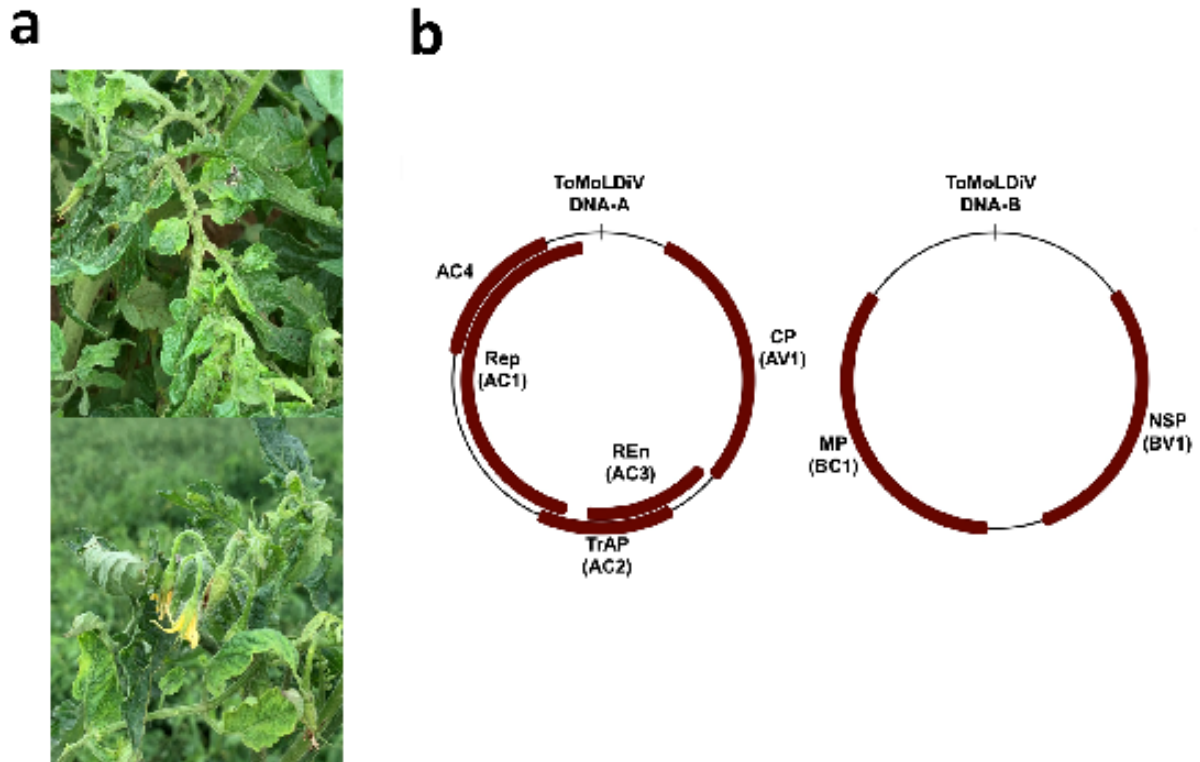 a
b
ToMoLDiV
DNA-A
AC4
Rep
(AC1)
CP
(AV1)
REn
(AC3)
TrAP
(AC2)
ToMoLDiV
DNA-B
MP
(BC1)
NSP
(BV1)